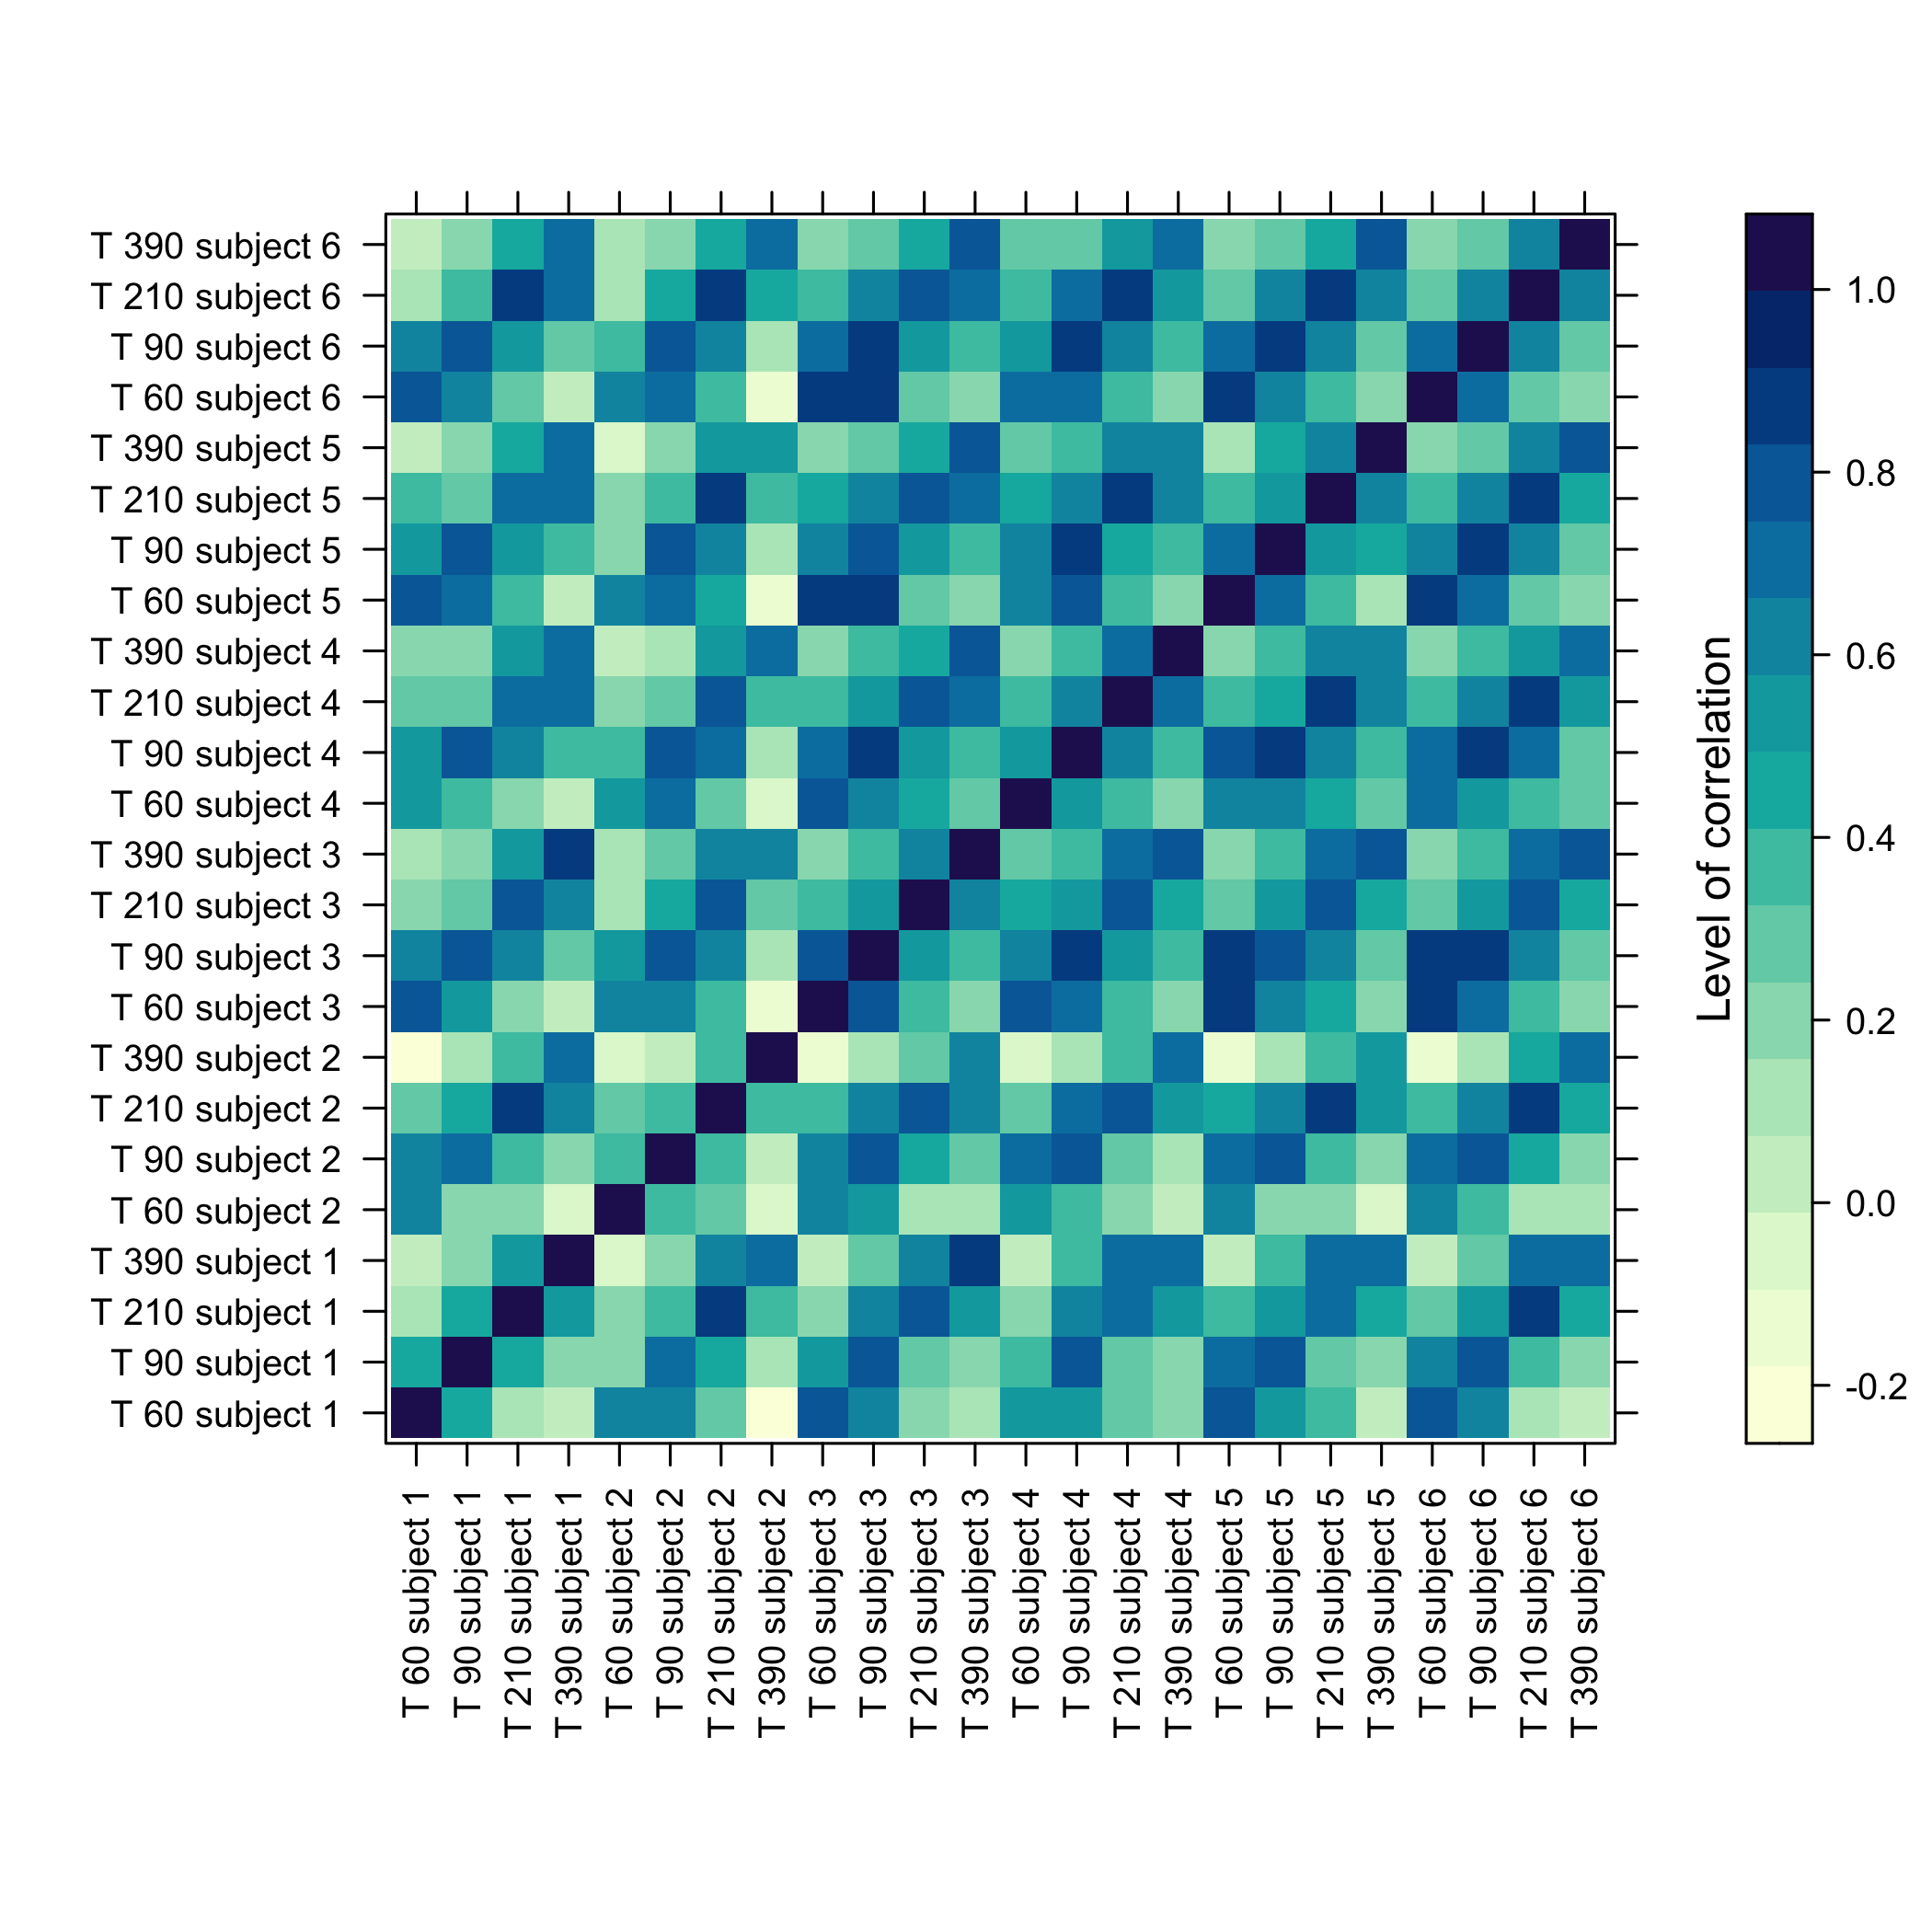 T 390 subject 6
T 210 subject 6
T 90 subject 6
T 60 subject 6
T 390 subject 5
T 210 subject 5
T 90 subject 5
T 60 subject 5
T 390 subject 4
T 210 subject 4
T 90 subject 4
T 60 subject 4
T 390 subject 3
T 210 subject 3
T 90 subject 3
T 60 subject 3
T 390 subject 2
T 210 subject 2
T 90 subject 2
T 60 subject 2
T 390 subject 1
T 210 subject 1
T 90 subject 1
T 60 subject 1
T 60 subject 1
T 90 subject 1
T 210 subject 1
T 390 subject 1
T 60 subject 2
T 90 subject 2
T 210 subject 2
T 390 subject 2
T 60 subject 3
T 90 subject 3
T 210 subject 3
T 390 subject 3
T 60 subject 4
T 90 subject 4
T 210 subject 4
T 390 subject 4
T 60 subject 5
T 90 subject 5
T 210 subject 5
T 390 subject 5
T 60 subject 6
T 90 subject 6
T 210 subject 6
T 390 subject 6
Level of correlation
1.0
0.8
0.6
0.4
0.2
0.0
-0.2